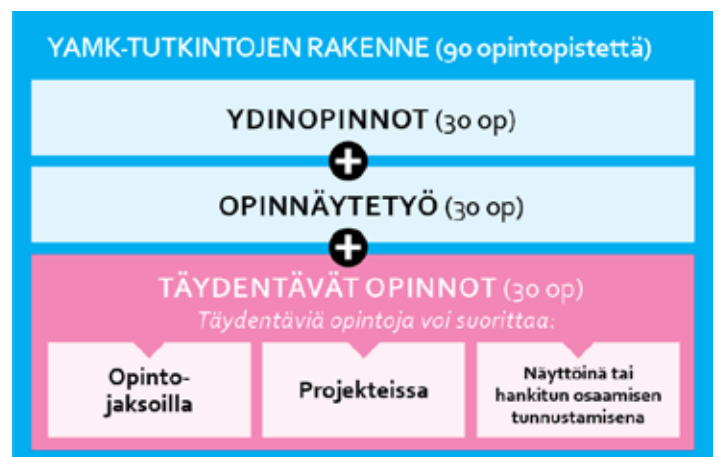 YAMK-TUTKINTOJEN RAKENNE (90 opintopistettä)
YDINOPINNOT (30 op)
+
OPINNÄYTETYÖ (30 op)
+
TÄYDENTÄVÄT OPINNOT (30 op)
Täydentäviä opintoja voi suorittaa:
Opinto-
jaksoilla
Projekteissa
Näyttöinä tai
hankitun osaamisen
tunnustamisena